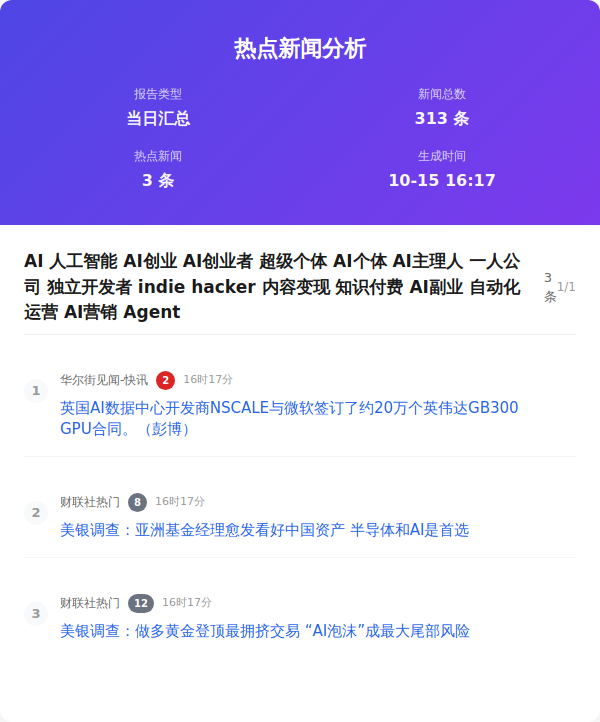 热点新闻分析
报告类型
新闻总数
当日汇总
313 条
热点新闻
生成时间
3 条
10-15 16:17
AI 人工智能 AI创业 AI创业者 超级个体 AI个体 AI主理人 一人公
司 独立开发者 indie hacker 内容变现 知识付费 AI副业 自动化
运营 AI营销 Agent
3
条
1/1
1
华尔街见闻-快讯 2 16时17分
英国AI数据中心开发商NSCALE与微软签订了约20万个英伟达GB300
GPU合同。（彭博）
2
财联社热门 8 16时17分
美银调查：亚洲基金经理愈发看好中国资产 半导体和AI是首选
3
财联社热门 12 16时17分
美银调查：做多黄金登顶最拥挤交易 “AI泡沫”成最大尾部风险